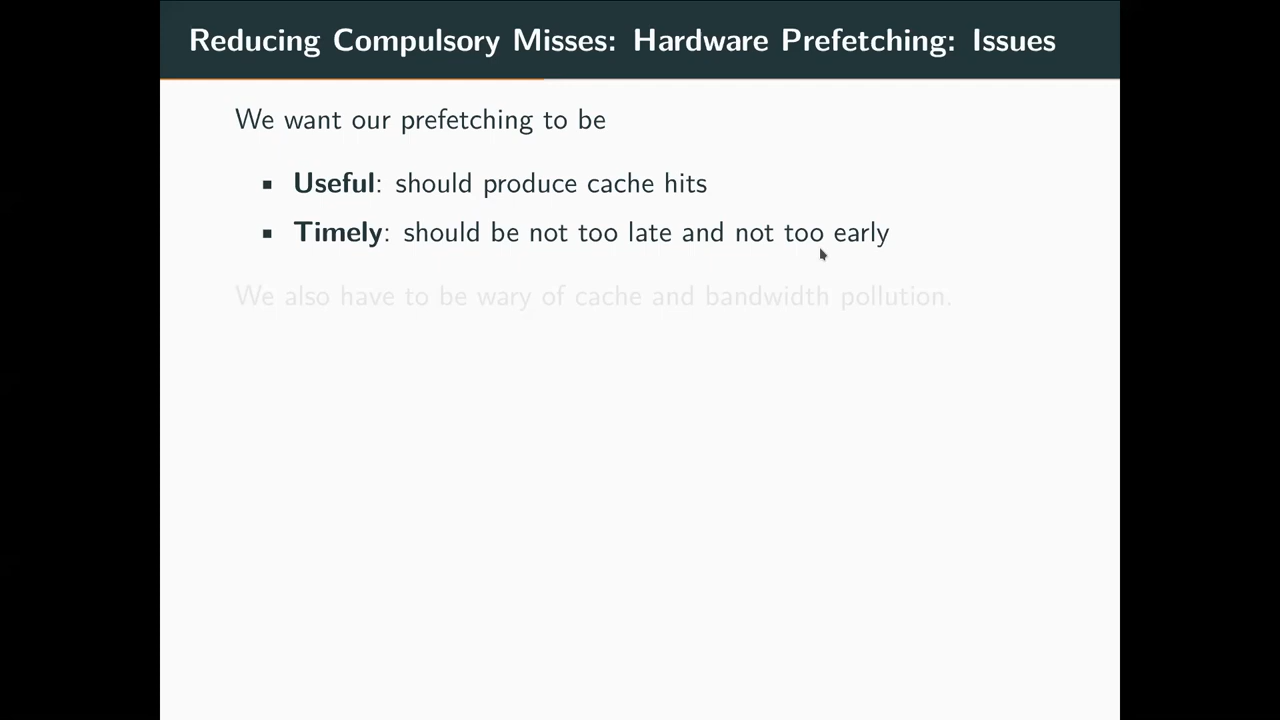 Reducing Compulsory Misses: Hardware Prefetching: Issues
We want our prefetching to be
▪ Useful: should produce cache hits
▪ Timely: should be not too late and not too early
We also have to be wary of cache and bandwidth pollution.